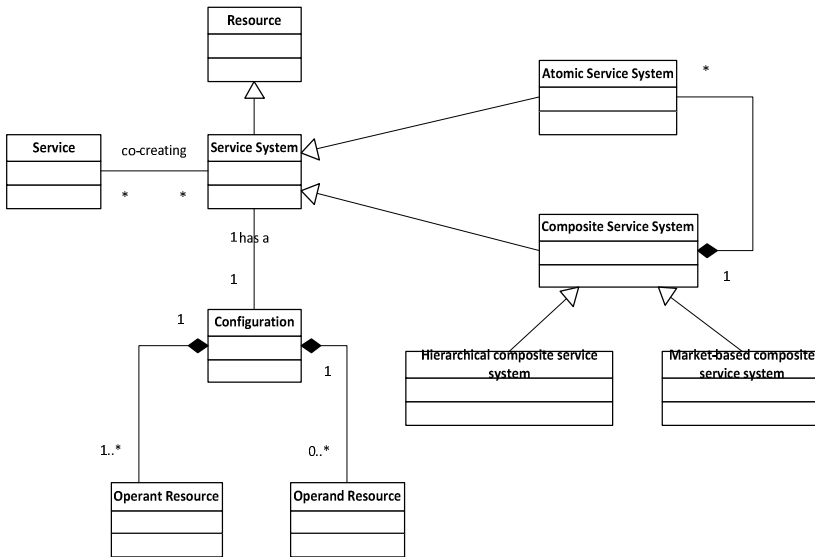 Resource
Atomic Service System
*
Service
co-creating
Service System
*
*
1
has a
Composite Service System
1
1
1
Configuration
1
Hierarchical composite service
system
Market-based composite
service system
1..*
0..*
Operant Resource
Operand Resource